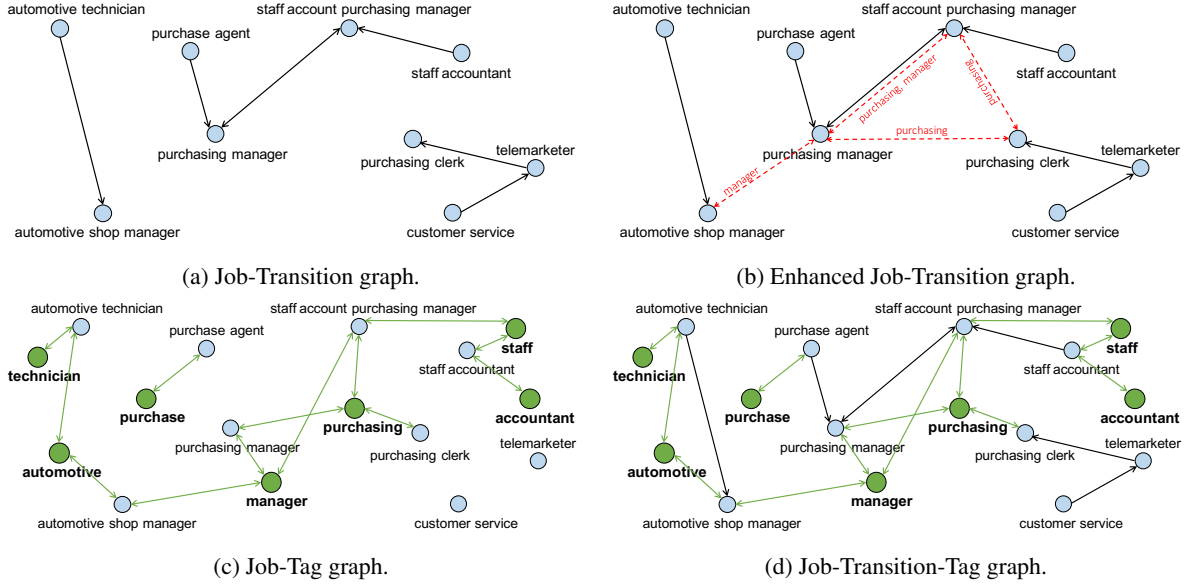 automotive technician
staff account purchasing manager
purchase agent
staff accountant
purchasing manager
purchasing clerk
telemarketer
automotive shop manager
customer service
(a) Job-Transition graph.
automotive technician
staff account purchasing manager
purchase agent
staff accountant
purchasing, manager
purchasing
purchasing
purchasing manager
purchasing clerk
telemarketer
manager
automotive shop manager
customer service
(b) Enhanced Job-Transition graph.
automotive technician
staff account purchasing manager
purchase agent
staff
staff accountant
technician
purchase
accountant
purchasing
purchasing manager
purchasing clerk
telemarketer
automotive
manager
automotive shop manager
customer service
(c) Job-Tag graph.
automotive technician
staff account purchasing manager
purchase agent
staff
staff accountant
technician
purchase
accountant
purchasing
purchasing manager
purchasing clerk
telemarketer
automotive
manager
automotive shop manager
customer service
(d) Job-Transition-Tag graph.